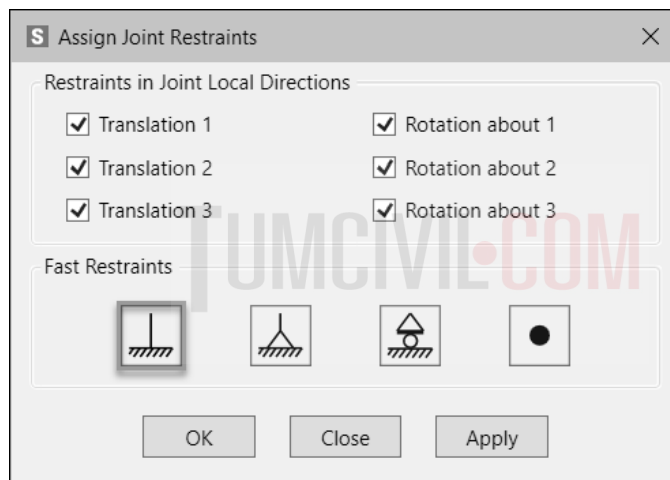 S Assign Joint Restraints
Restraints in Joint Local Directions
Translation 1 Rotation about 1
Translation 2 Rotation about 2
Translation 3 Rotation about 3
TUMCIVIL.COM
Fast Restraints
OK Close Apply